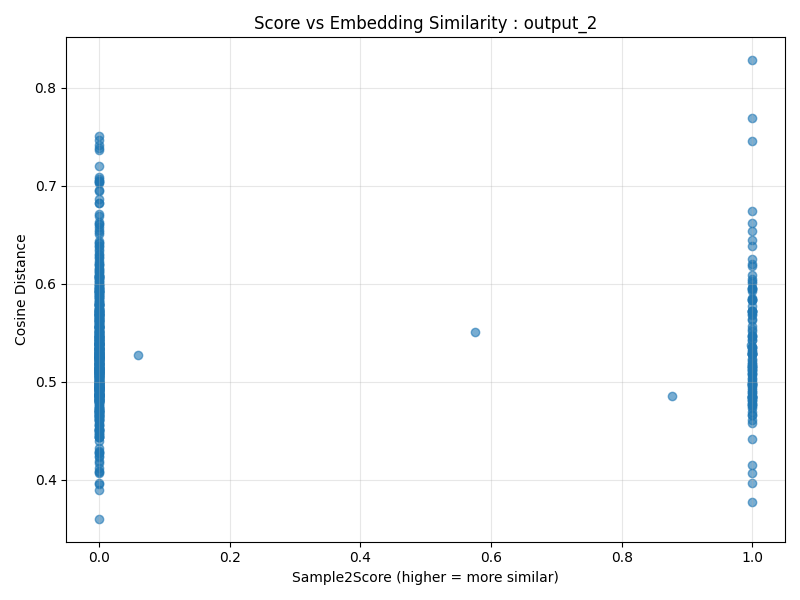 Score vs Embedding Similarity : output_2
Cosine Distance
0.8
0.7
0.6
0.5
0.4
0.0 0.2 0.4 0.6 0.8 1.0
Sample2Score (higher = more similar)